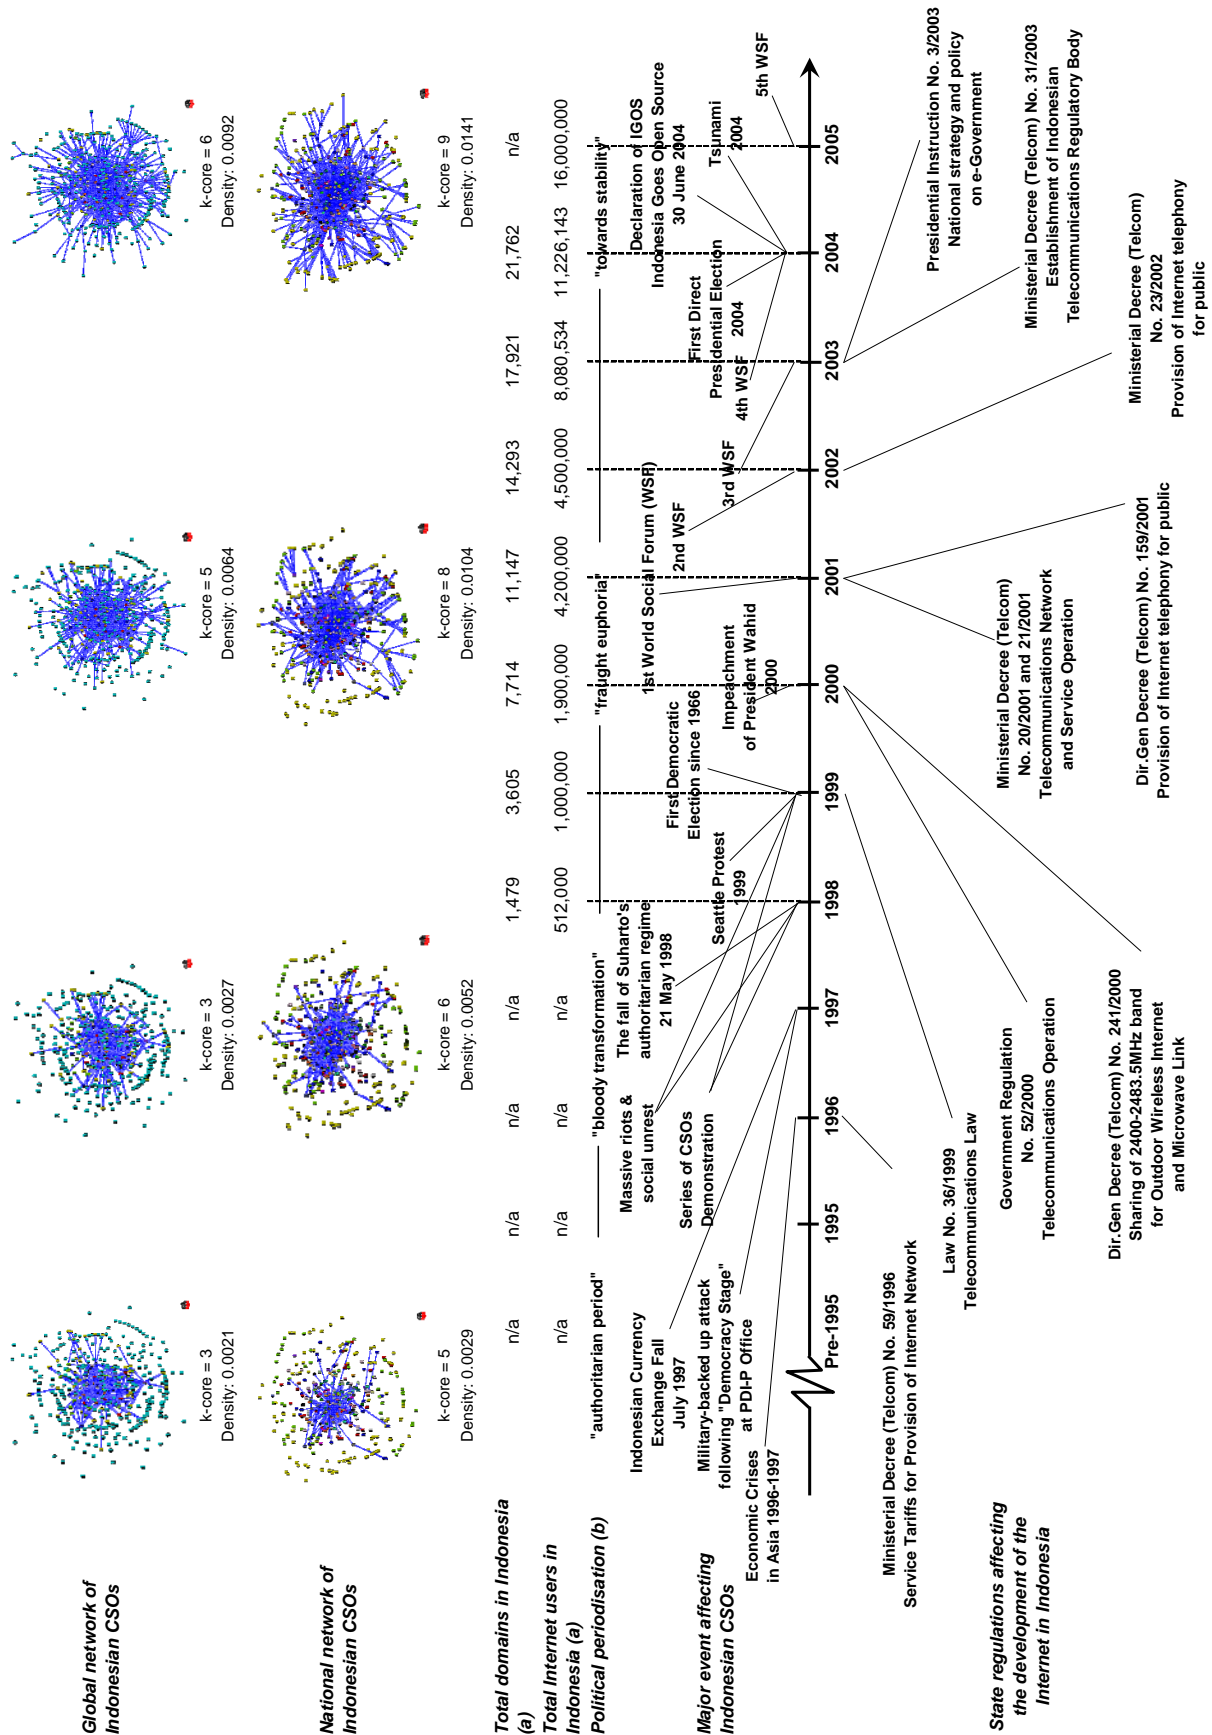 Global network of
Indonesian CSOs
k-core = 3
Density: 0.0021
k-core = 3
Density: 0.0027
k-core = 5
Density: 0.0064
k-core = 6
Density: 0.0092
National network of
Indonesian CSOs
k-core = 5
Density: 0.0029
k-core = 6
Density: 0.0052
k-core = 8
Density: 0.0104
k-core = 9
Density: 0.0141
Total domains in Indonesia
(a)
n/a n/a n/a n/a 1,479 3,605 7,714 11,147 14,293 17,921 21,762 n/a
Total Internet users in
Indonesia (a)
n/a n/a n/a n/a 512,000 1,000,000 1,900,000 4,200,000 4,500,000 8,080,534 11,226,143 16,000,000
Political periodisation (b)
"authoritarian period" "bloody transformation" "fraught euphoria" "towards stability"
Major event affecting
Indonesian CSOs
Indonesian Currency
Exchange Fall
July 1997
Military-backed up attack
following "Democracy Stage"
at PDI-P Office
Economic Crises
in Asia 1996-1997
Massive riots &
social unrest
Series of CSOs
Demonstration
The fall of Suharto's
authoritarian regime
21 May 1998
Seattle Protest
1999
First Democratic
Election since 1966
Impeachment
of President Wahid
2000
1st World Social Forum (WSF)
2nd WSF
3rd WSF
4th WSF
First Direct
Presidential Election
2004
Declaration of IGOS
Indonesia Goes Open Source
30 June 2004
Tsunami
2004
5th WSF
Pre-1995 1995 1996 1997 1998 1999 2000 2001 2002 2003 2004 2005
State regulations affecting
the development of the
Internet in Indonesia
Ministerial Decree (Telcom) No. 59/1996
Service Tariffs for Provision of Internet Network
Law No. 36/1999
Telecommunications Law
Government Regulation
No. 52/2000
Telecommunications Operation
Dir.Gen Decree (Telcom) No. 241/2000
Sharing of 2400-2483.5MHz band
for Outdoor Wireless Internet
and Microwave Link
Ministerial Decree (Telcom)
No. 20/2001 and 21/2001
Telecommunications Network
and Service Operation
Dir.Gen Decree (Telcom) No. 159/2001
Provision of Internet telephony for public
Ministerial Decree (Telcom)
No. 23/2002
Provision of Internet telephony
for public
Presidential Instruction No. 3/2003
National strategy and policy
on e-Government
Ministerial Decree (Telcom) No. 31/2003
Establishment of Indonesian
Telecommunications Regulatory Body